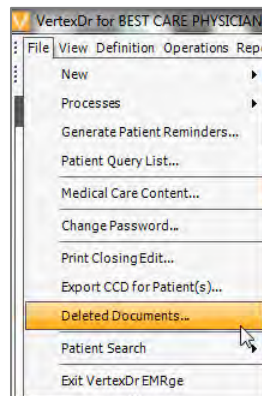 VertexDr for BEST CARE PHYSICIAN
File View Definition Operations Rep
New
Processes
Generate Patient Reminders...
Patient Query List...
Medical Care Content...
Change Password...
Print Closing Edit...
Export CCD for Patient(s)...
Deleted Documents...
Patient Search
Exit VertexDr EMRge